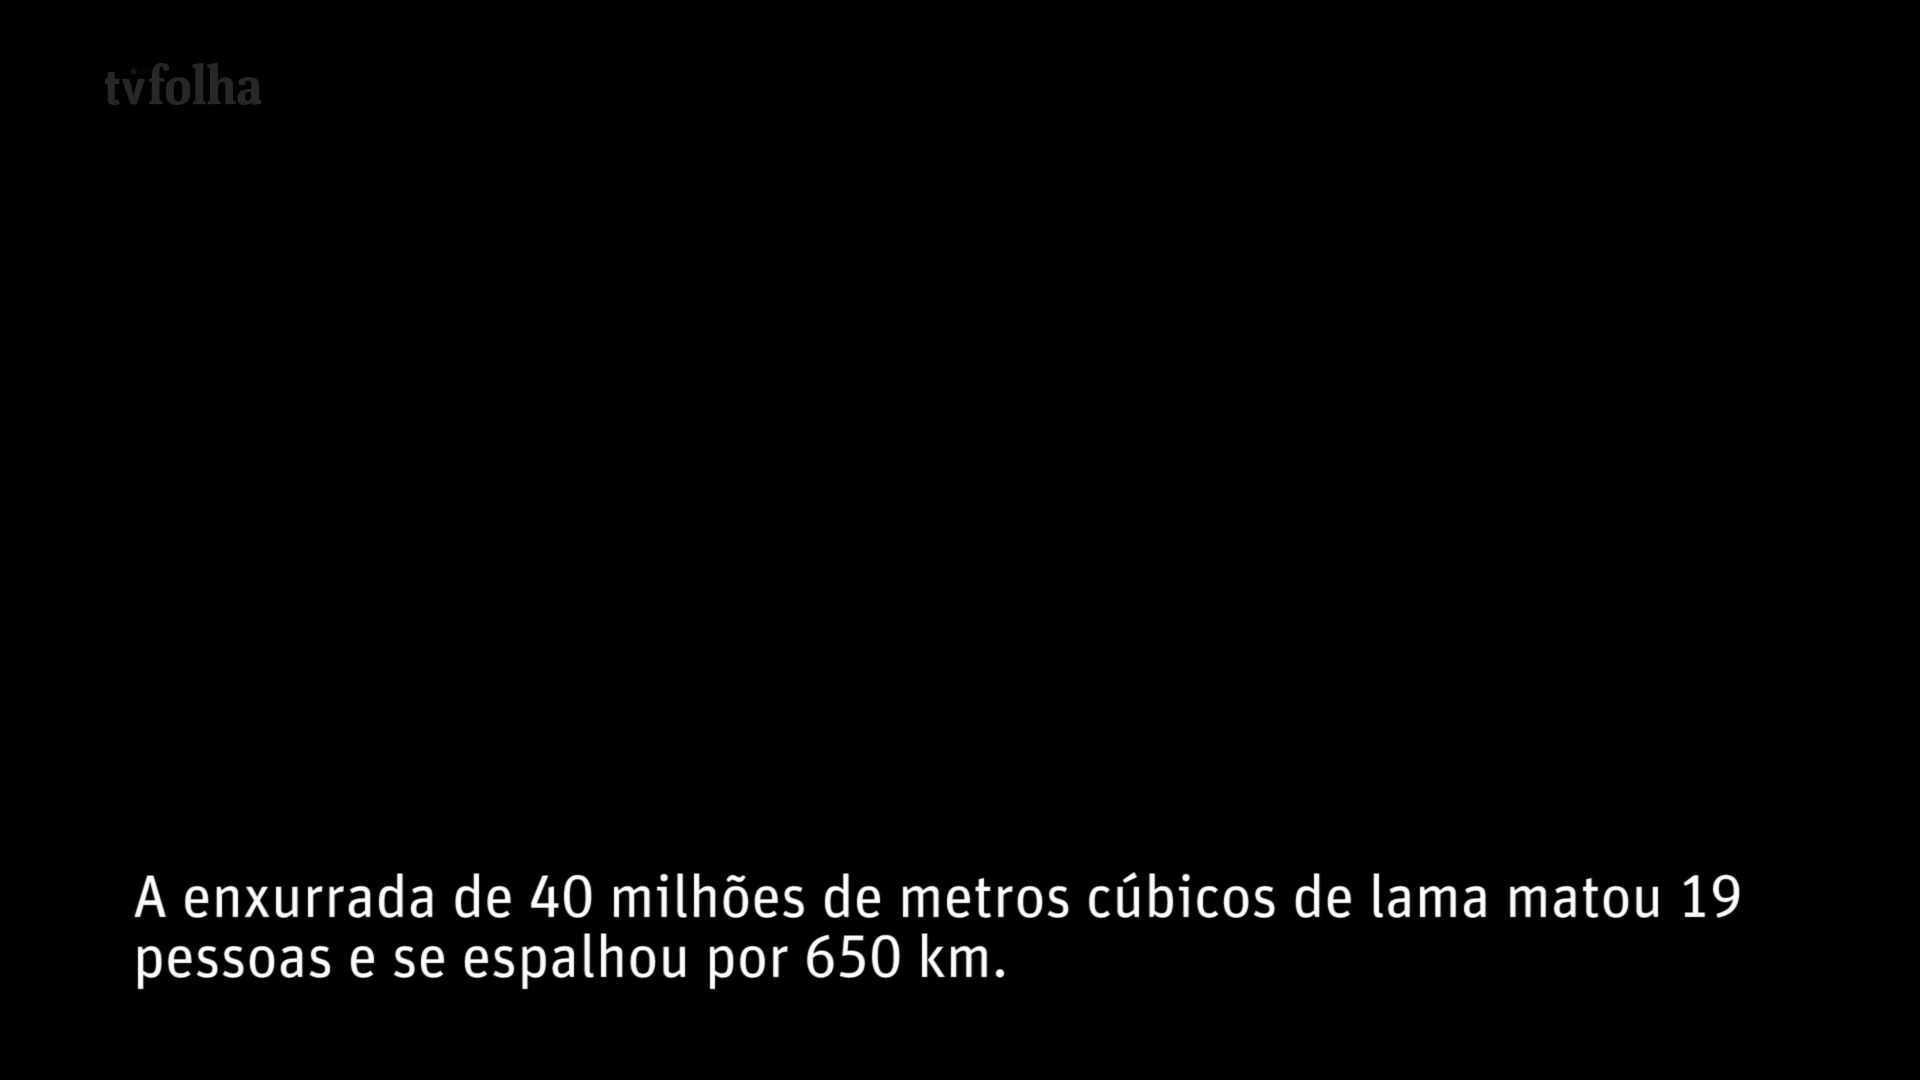 tvfolha
A enxurrada de 40 milhões de metros cúbicos de lama matou 19
pessoas e se espalhou por 650 km.